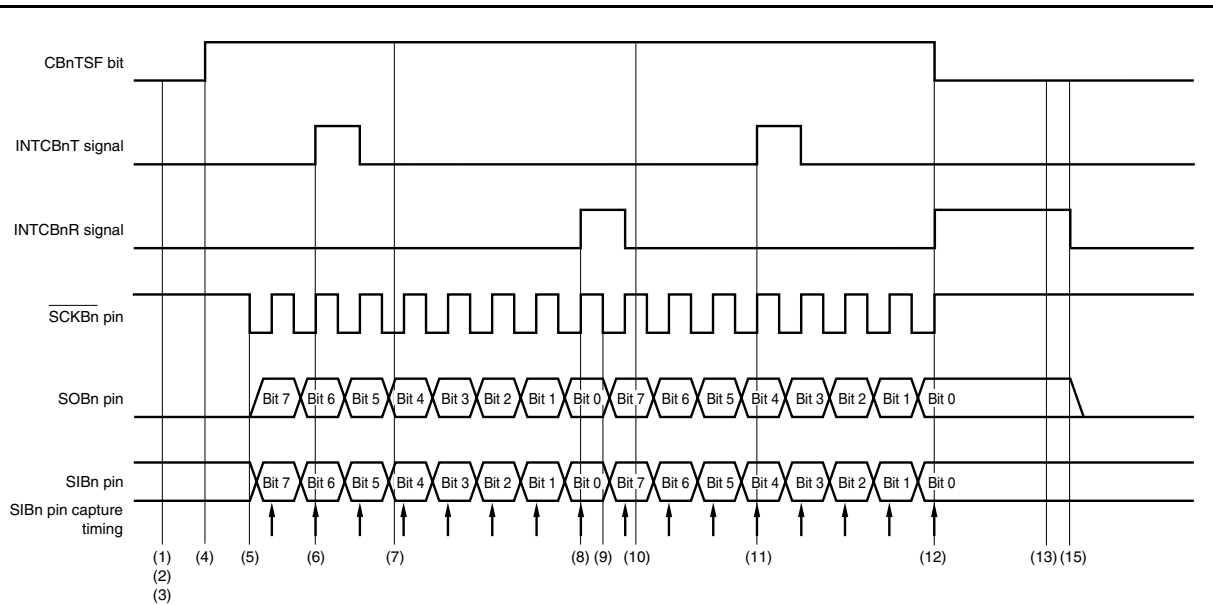 CBnTSF bit
INTCBnT signal
INTCBnR signal
SCKBn pin
SOBn pin
Bit 7 Bit 6 Bit 5 Bit 4 Bit 3 Bit 2 Bit 1 Bit 0 Bit 7 Bit 6 Bit 5 Bit 4 Bit 3 Bit 2 Bit 1 Bit 0
SIBn pin
Bit 7 Bit 6 Bit 5 Bit 4 Bit 3 Bit 2 Bit 1 Bit 0 Bit 7 Bit 6 Bit 5 Bit 4 Bit 3 Bit 2 Bit 1 Bit 0
SIBn pin capture
timing
(1) (4) (5) (6) (7) (8) (9) (10) (11) (12) (13) (15)
(2)
(3)